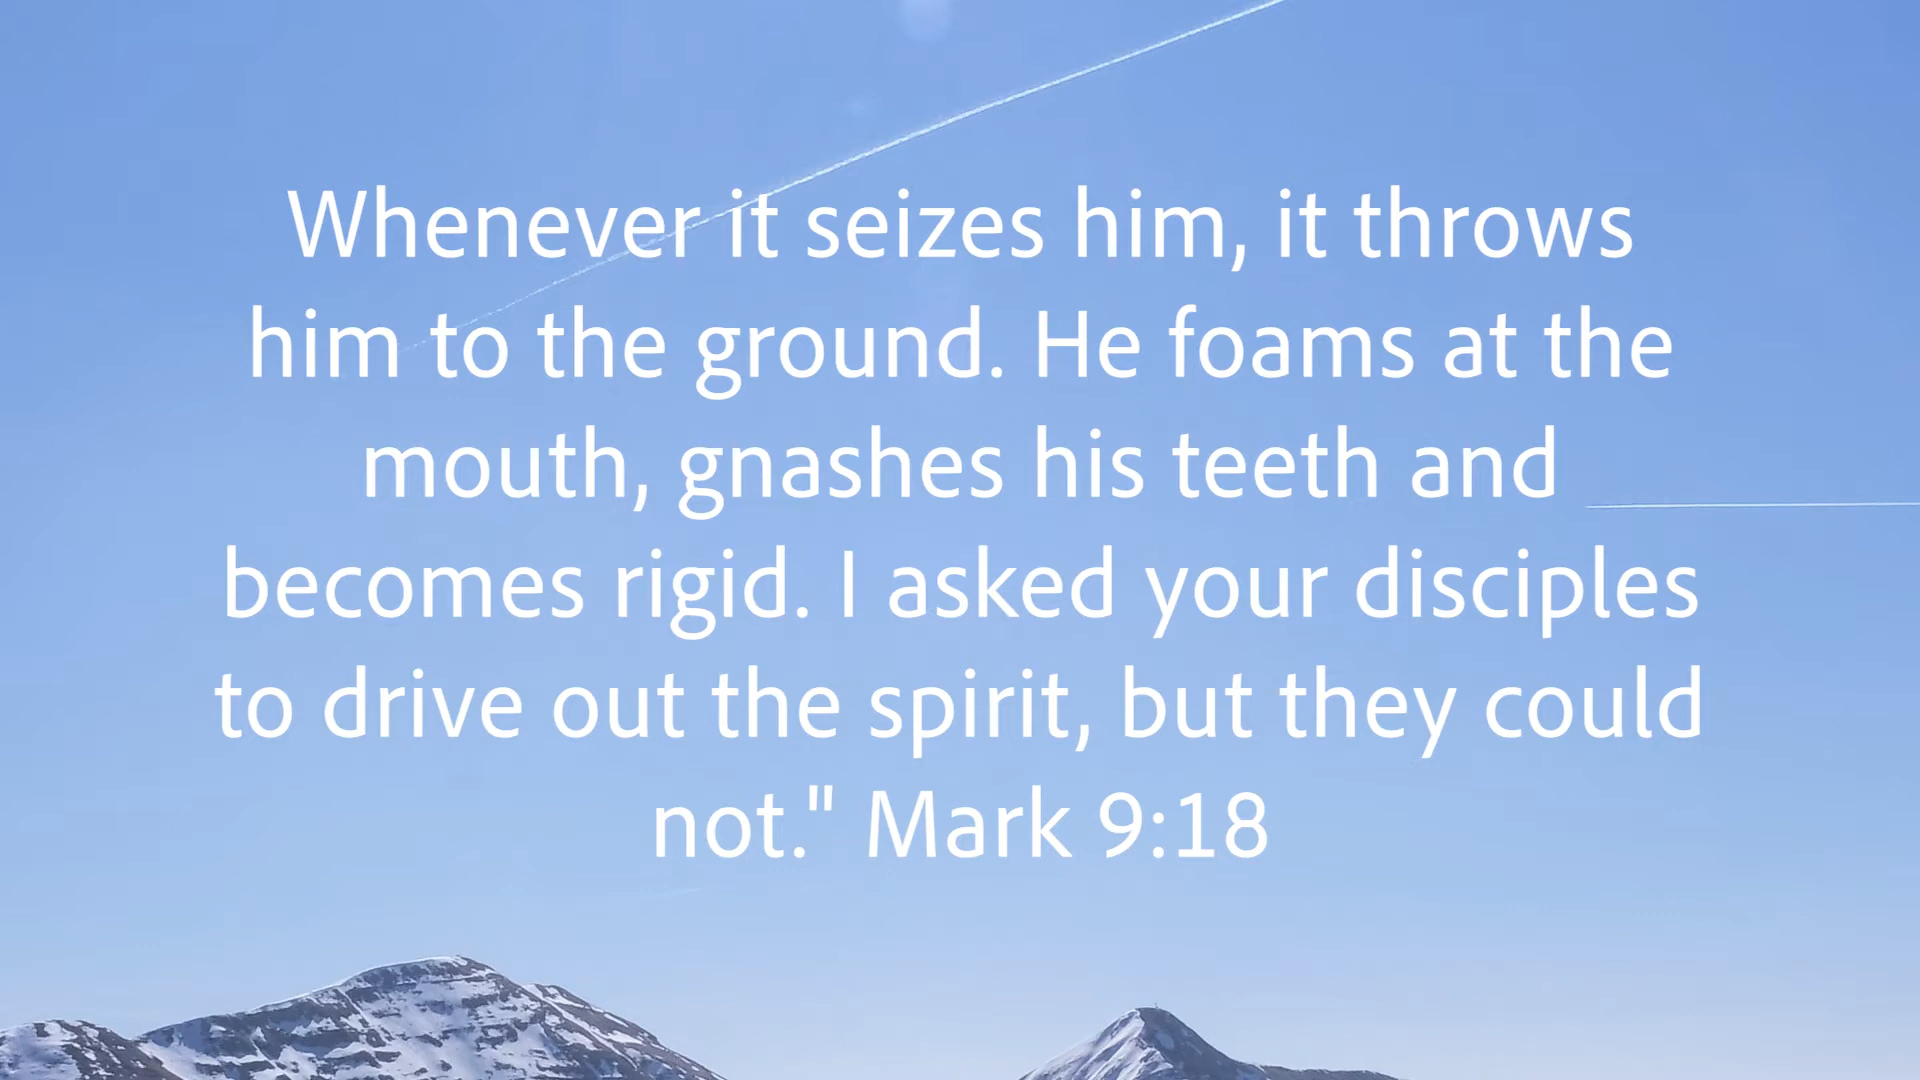 Whenever it seizes him, it throws
him to the ground. He foams at the
mouth, gnashes his teeth and
becomes rigid. I asked your disciples
to drive out the spirit, but they could
not." Mark 9:18